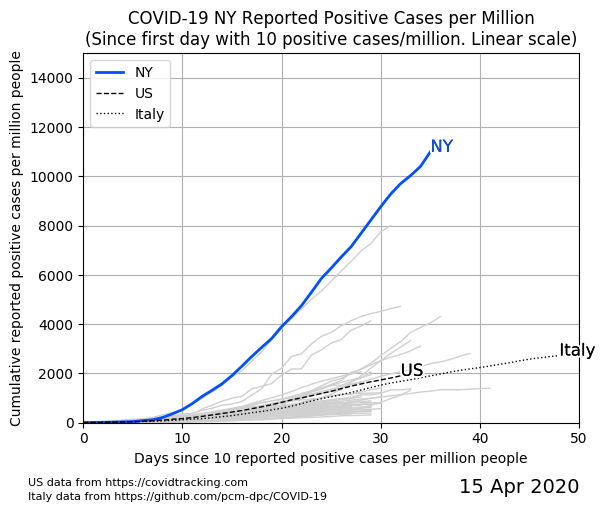 COVID-19 NY Reported Positive Cases per Million
(Since first day with 10 positive cases/million. Linear scale)
Cumulative reported positive cases per million people
14000
12000
10000
8000
6000
4000
2000
0
NY
US
Italy
NY
US
Italy
0 10 20 30 40 50
Days since 10 reported positive cases per million people
US data from https://covidtracking.com
Italy data from https://github.com/pcm-dpc/COVID-19
15 Apr 2020